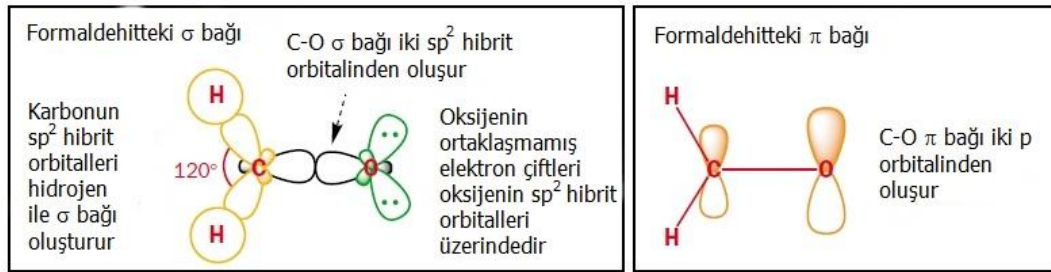 Formaldehitteki σ bağı
C-O σ bağı iki sp² hibrit
orbitalinden oluşur
Karbonun
sp² hibrit
orbitalleri
hidrojen
ile σ bağı
oluşturur
H
120°
C
O
H
Oksijenin
ortaklaşmamış
elektron çiftleri
oksijenin sp² hibrit
orbitalleri
üzerindedir
Formaldehitteki π bağı
H
C
O
H
C-O π bağı iki p
orbitalinden
oluşur